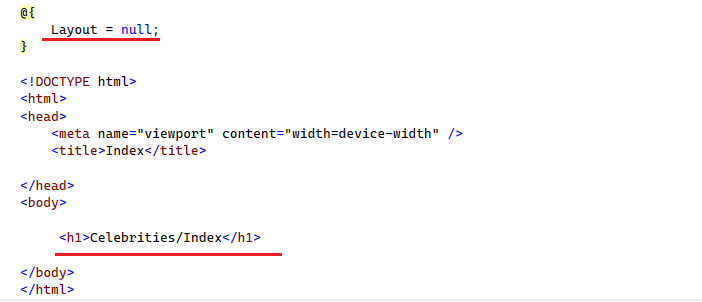 @{
Layout = null;
}
<!DOCTYPE html>
<html>
<head>
<meta name="viewport" content="width=device-width" />
<title>Index</title>
</head>
<body>
<h1>Celebrities/Index</h1>
</body>
</html>